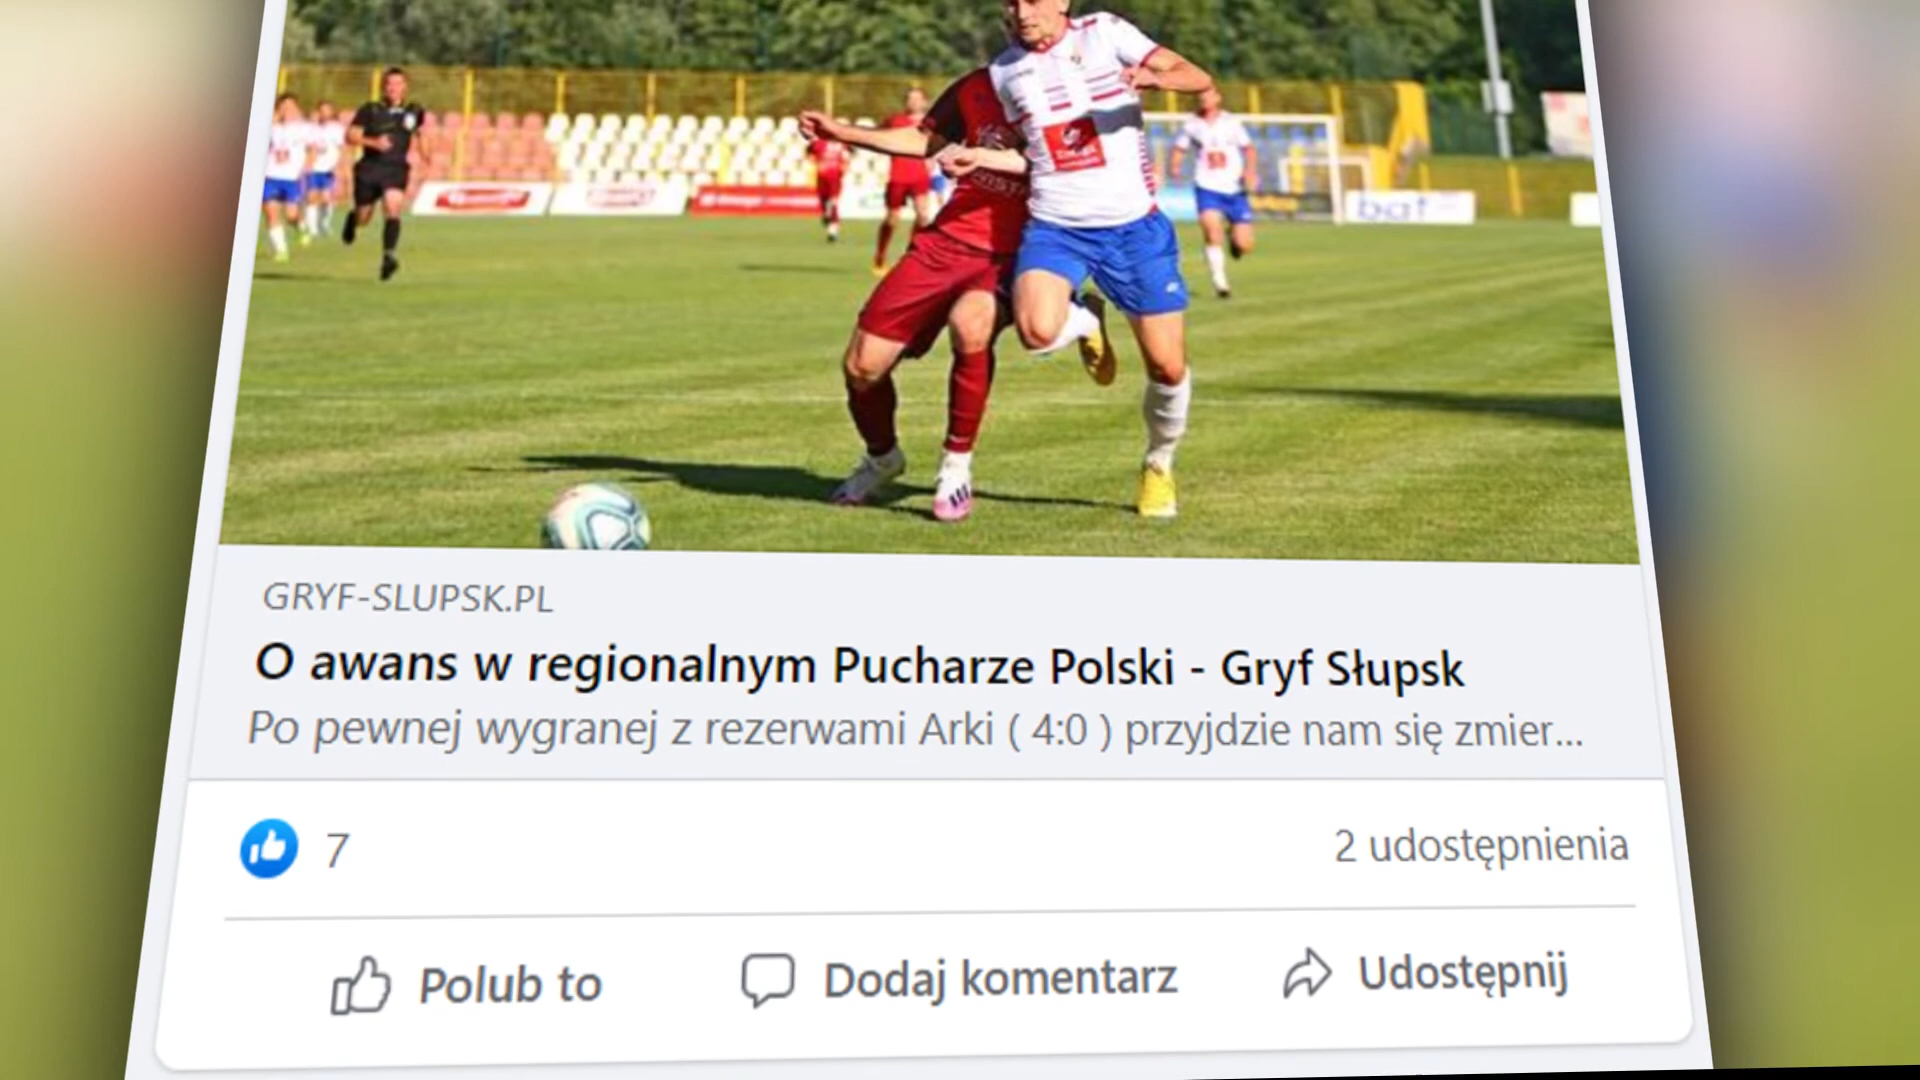 bat
GRYF-SLUPSK.PL
O awans w regionalnym Pucharze Polski - Gryf Słupsk
Po pewnej wygranej z rezerwami Arki ( 4:0 ) przyjdzie nam się zmier...
7
2 udostępnienia
Polub to
Dodaj komentarz
Udostępnij